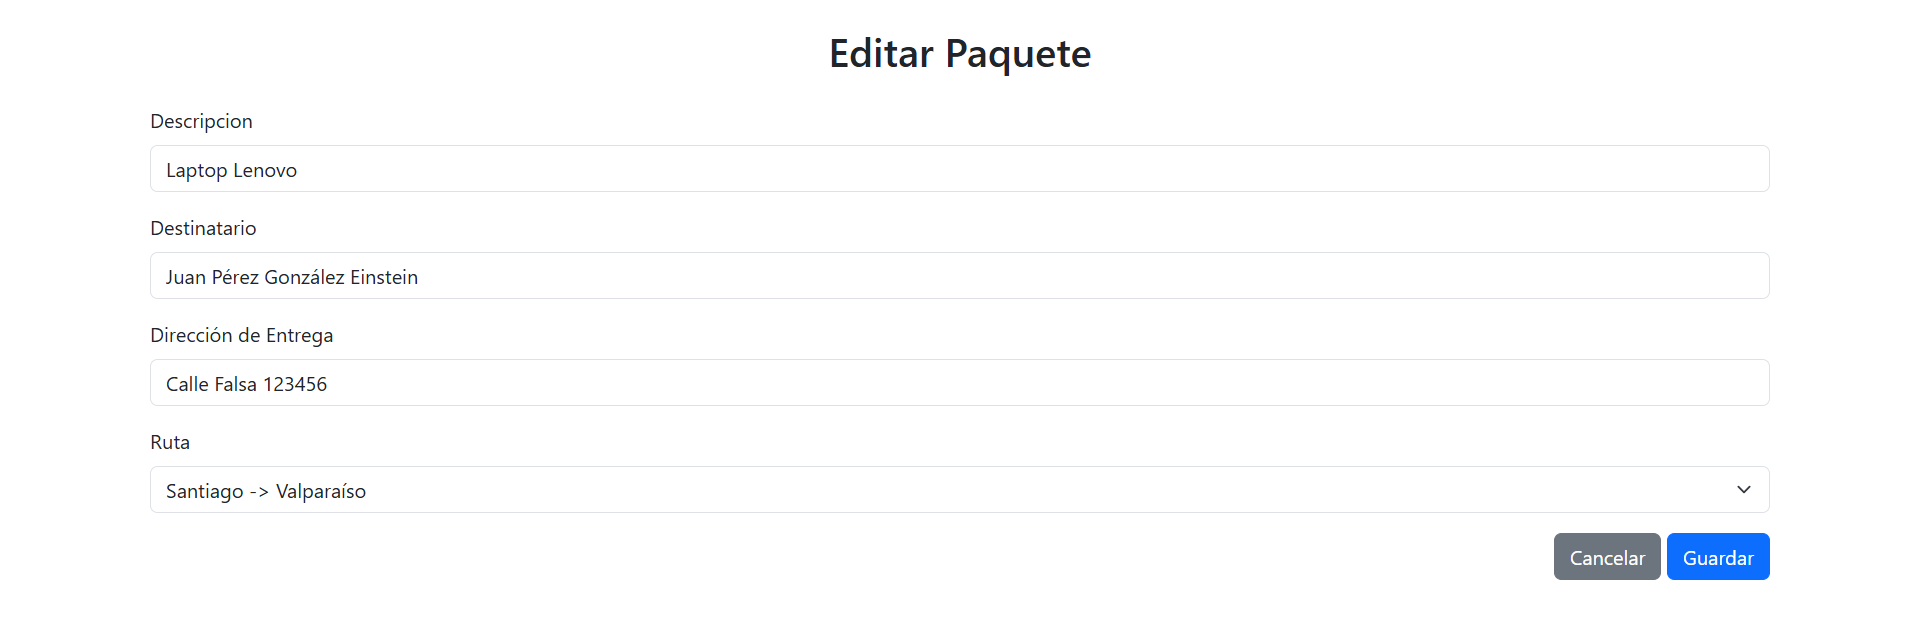 Editar Paquete
Descripcion
Laptop Lenovo
Destinatario
Juan Pérez González Einstein
Dirección de Entrega
Calle Falsa 123456
Ruta
Santiago -> Valparaíso
Cancelar Guardar